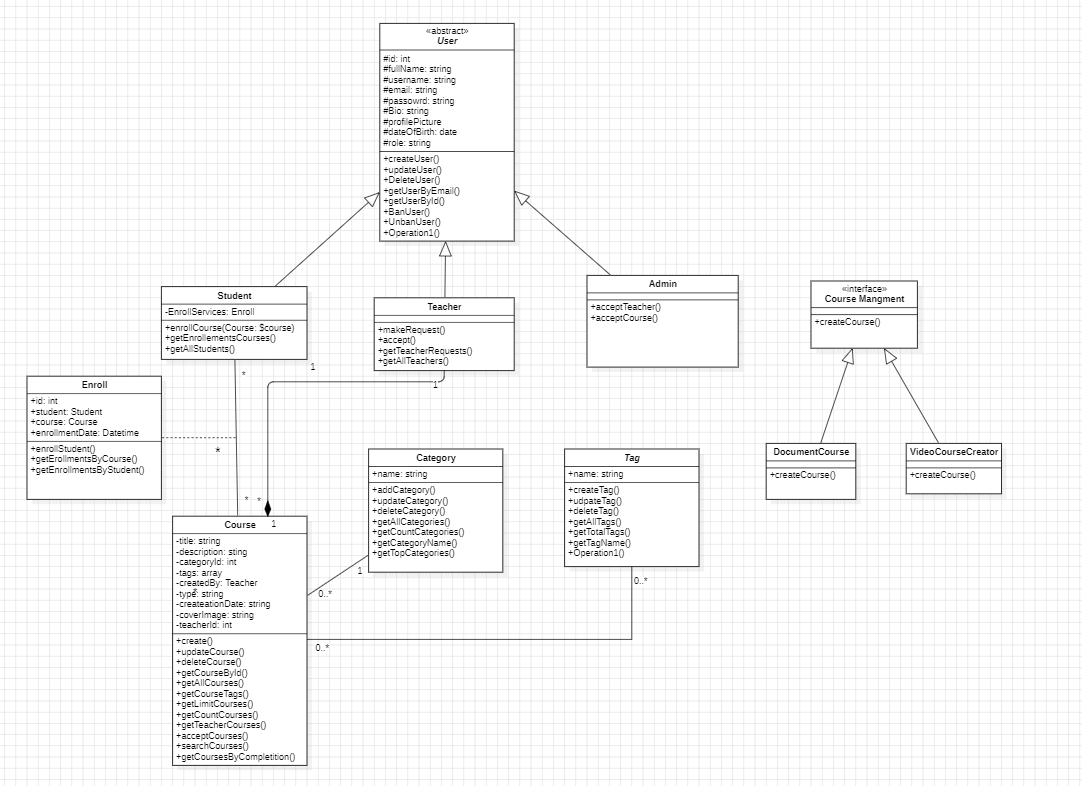 «abstract»
User
#id: int
#fullName: string
#username: string
#email: string
#passowrd: string
#Bio: string
#profilePicture
#dateOfBirth: date
#role: string
+createUser()
+updateUser()
+DeleteUser()
+getUserByEmail()
+getUserById()
+BanUser()
+UnbanUser()
+Operation1()
Student
-EnrollServices: Enroll
+enrollCourse(Course: $course)
+getEnrollementsCourses()
+getAllStudents()
Teacher
+makeRequest()
+accept()
+getTeacherRequests()
+getAllTeachers()
Admin
+acceptTeacher()
+acceptCourse()
«interface»
Course Mangment
+createCourse()
*
1
1
Enroll
+id: int
+student: Student
+course: Course
+enrollmentDate: Datetime
+enrollStudent()
+getErollmentsByCourse()
+getEnrollmentsByStudent()
*
* *
1
Category
+name: string
+addCategory()
+updateCategory()
+deleteCategory()
+getAllCategories()
+getCountCategories()
+getCategoryName()
+getTopCategories()
Tag
+name: string
+createTag()
+udpateTag()
+deleteTag()
+getAllTags()
+getTotalTags()
+getTagName()
+Operation1()
DocumentCourse
+createCourse()
VideoCourseCreator
+createCourse()
Course
-title: string
-description: sting
-categoryId: int
-tags: array
-createdBy: Teacher
-type: string
-createationDate: string
-coverImage: string
-teacherId: int
+create()
+updateCourse()
+deleteCourse()
+getCourseById()
+getAllCourses()
+getCourseTags()
+getLimitCourses()
+getCountCourses()
+getTeacherCourses()
+acceptCourses()
+searchCourses()
+getCoursesByCompletition()
1
0..*
0..*
0..*